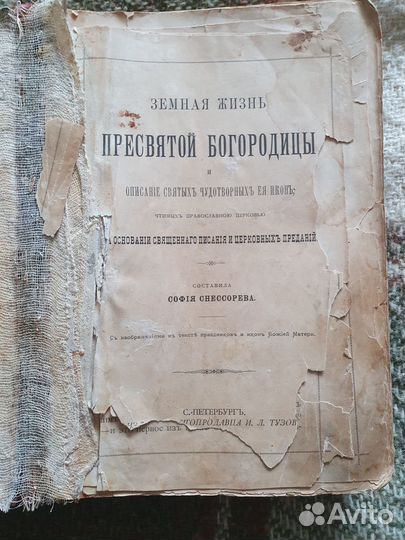 ЗЕМНАЯ ЖИЗНЬ
ПРЕСВЯТОЙ БОГОРОДИЦЫ
И
ОПИСАНІЕ СВЯТЫХЪ ЧУДОТВОРНЫХЪ ЕЯ ИКОНЪ,
ЧТИМЫХЪ ПРАВОСЛАВНОЮ ЦЕРКОВЬЮ
А ОСНОВАНІИ СВЯЩЕННАГО ПИСАНІЯ И ЦЕРКОВНЫХЪ ПРЕДАНІЙ
СОСТАВИЛА
СОФІЯ СНЕССОРЕВА.
Съ изображеніями въ текстѣ праздниковъ и иконъ Божіей Матери.
С.-ПЕТЕРБУРГЪ.
ГОПРОДАВЦА И. Л. ТУЗОВ
Avito